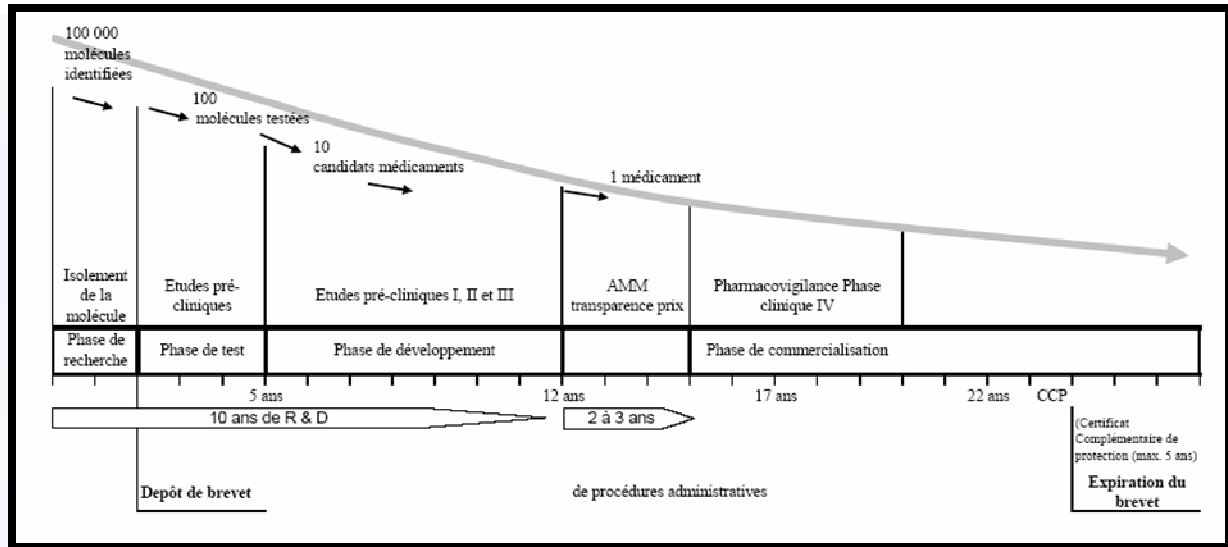 100 000
molécules
identifiées
100
molécules testées
10
candidats médicaments
1 médicament
Isolement
de la
molécule
Etudes pré-
cliniques
Etudes pré-cliniques I, II et III
AMM
transparence prix
Pharmacovigilance Phase
clinique IV
Phase de
recherche
Phase de test
Phase de développement
Phase de commercialisation
5 ans
12 ans
17 ans
22 ans
CCP
10 ans de R & D
2 à 3 ans
(Certificat
Complémentaire de
protection (max. 5 ans)
Depôt de brevet
de procédures administratives
Expiration du
brevet